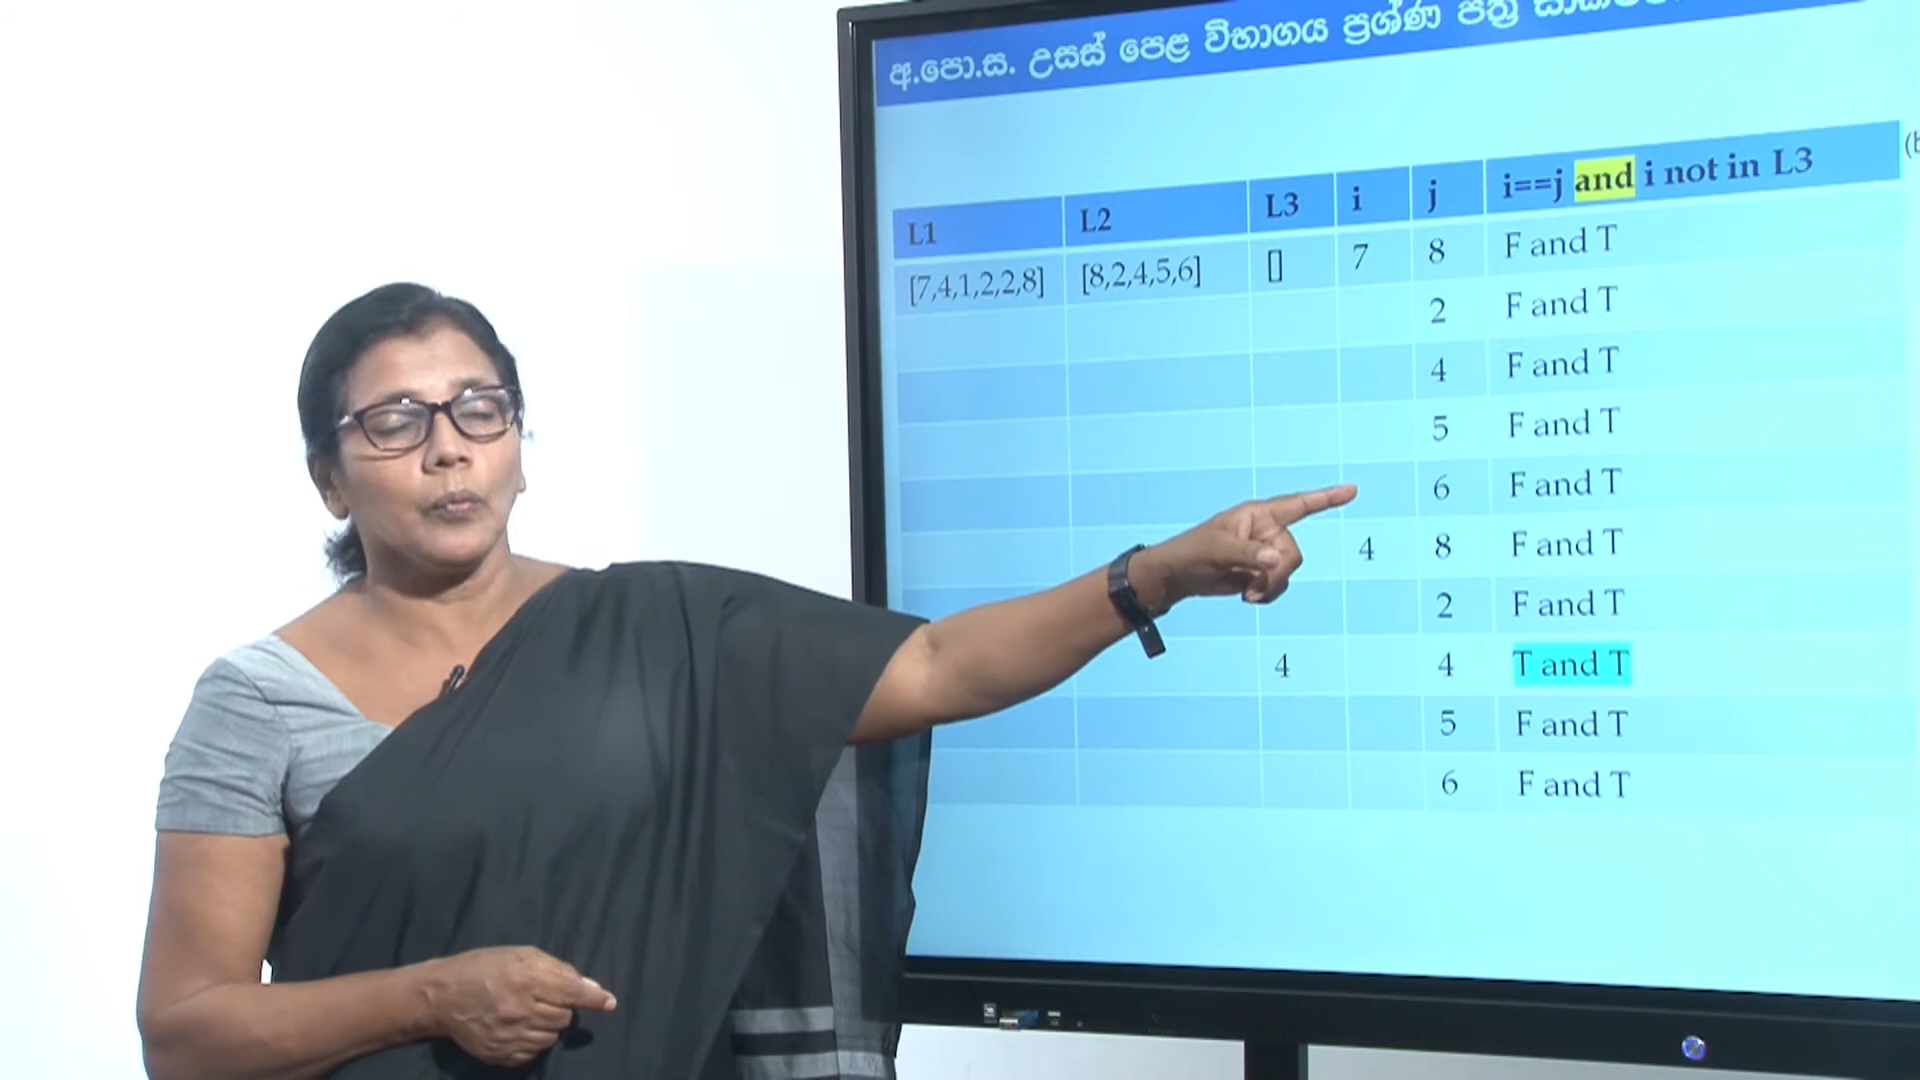 අ.පො.ස. උසස් පෙළ විභාගය ප්‍රශ්ණ පත්‍ර
L1 L2 L3 i j i==j and i not in L3
[7,4,1,2,2,8] [8,2,4,5,6] [] 7 8 F and T
2 F and T
4 F and T
5 F and T
6 F and T
4 8 F and T
2 F and T
4 4 T and T
5 F and T
6 F and T